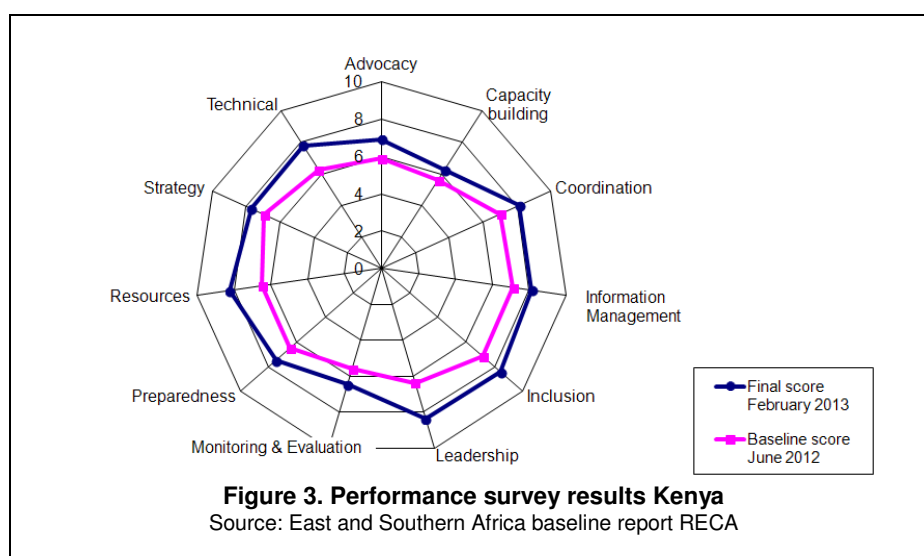 Advocacy
10
8
6
4
2
0
Capacity
building
Coordination
Information
Management
Inclusion
Leadership
Monitoring & Evaluation
Preparedness
Resources
Strategy
Technical
Final score
February 2013
Baseline score
June 2012
Figure 3. Performance survey results Kenya
Source: East and Southern Africa baseline report RECA